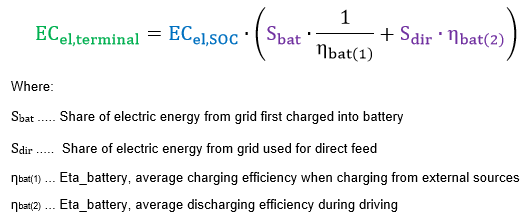 EC_el,terminal = EC_el,SOC · (S_bat · 1/η_bat(1) + S_dir · η_bat(2))
Where:
S_bat ..... Share of electric energy from grid first charged into battery
S_dir ..... Share of electric energy from grid used for direct feed
η_bat(1) ... Eta_battery, average charging efficiency when charging from external sources
η_bat(2) ... Eta_battery, average discharging efficiency during driving